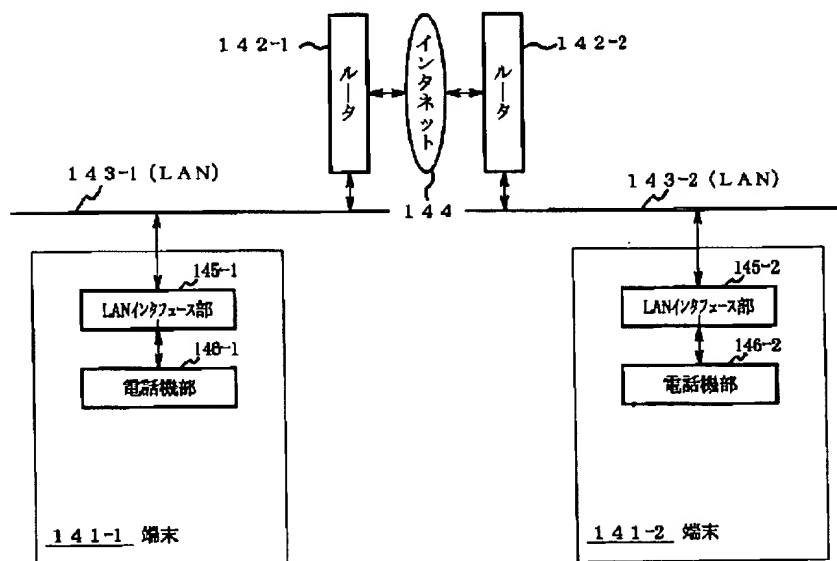 142-1
ルータ
インタネット
ルータ
142-2
143-1 (LAN)
144
143-2 (LAN)
145-1
LANインタフェース部
146-1
電話機部
141-1 端末
145-2
LANインタフェース部
146-2
電話機部
141-2 端末